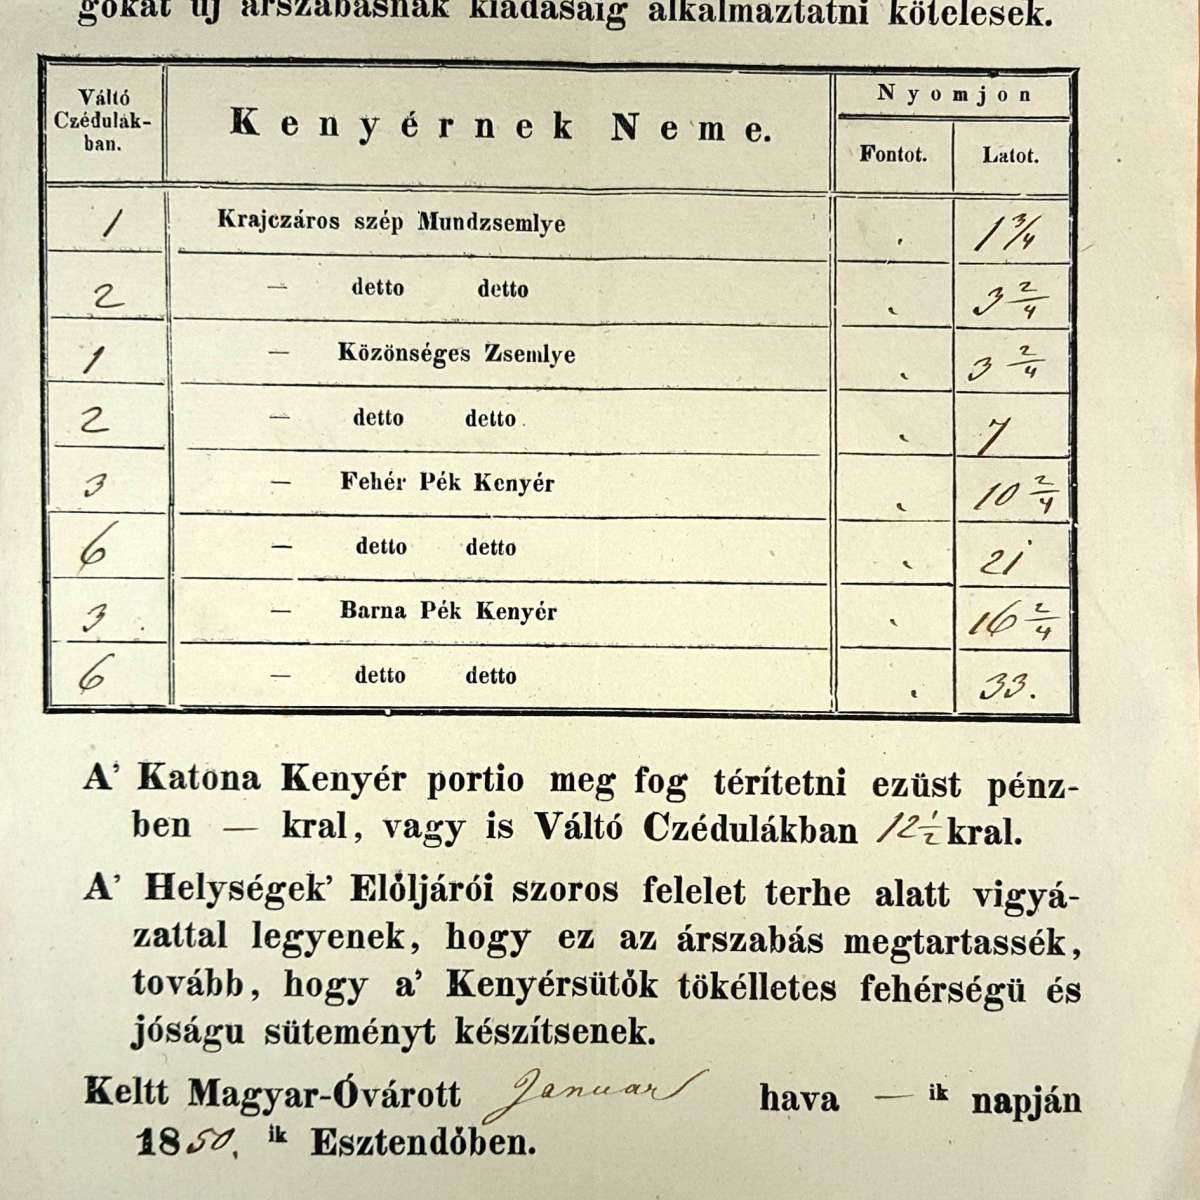 gokat új árszabásnak kiadásáig alkalmaztatni kötelesek.
Váltó Czédulák-ban. Kenyérnek Neme. Nyomjon
Fontot. Latot.
1 Krajczáros szép Mundzsemlye , 1 3/4
2 — detto detto , 3 2/4
1 — Közönséges Zsemlye , 3 2/4
2 — detto detto , 7
3 — Fehér Pék Kenyér , 10 2/4
6 — detto detto , 21
3 — Barna Pék Kenyér , 16 2/4
6 — detto detto , 33.
A' Katona Kenyér portio meg fog térítetni ezüst pénz-
ben — kral, vagy is Váltó Czédulákban 12 1/2 kral.
A' Helységek' Előljárói szoros felelet terhe alatt vigyá-
zattal legyenek, hogy ez az árszabás megtartassék,
tovább, hogy a' Kenyérsütők tökélletes fehérségü és
jóságu süteményt készítsenek.
Keltt Magyar-Óvárott Januar hava — ik napján
1850. ik Esztendőben.